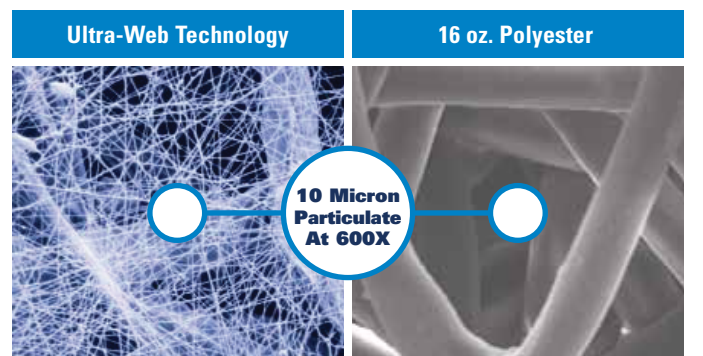 Ultra-Web Technology
16 oz. Polyester
10 Micron
Particulate
At 600X